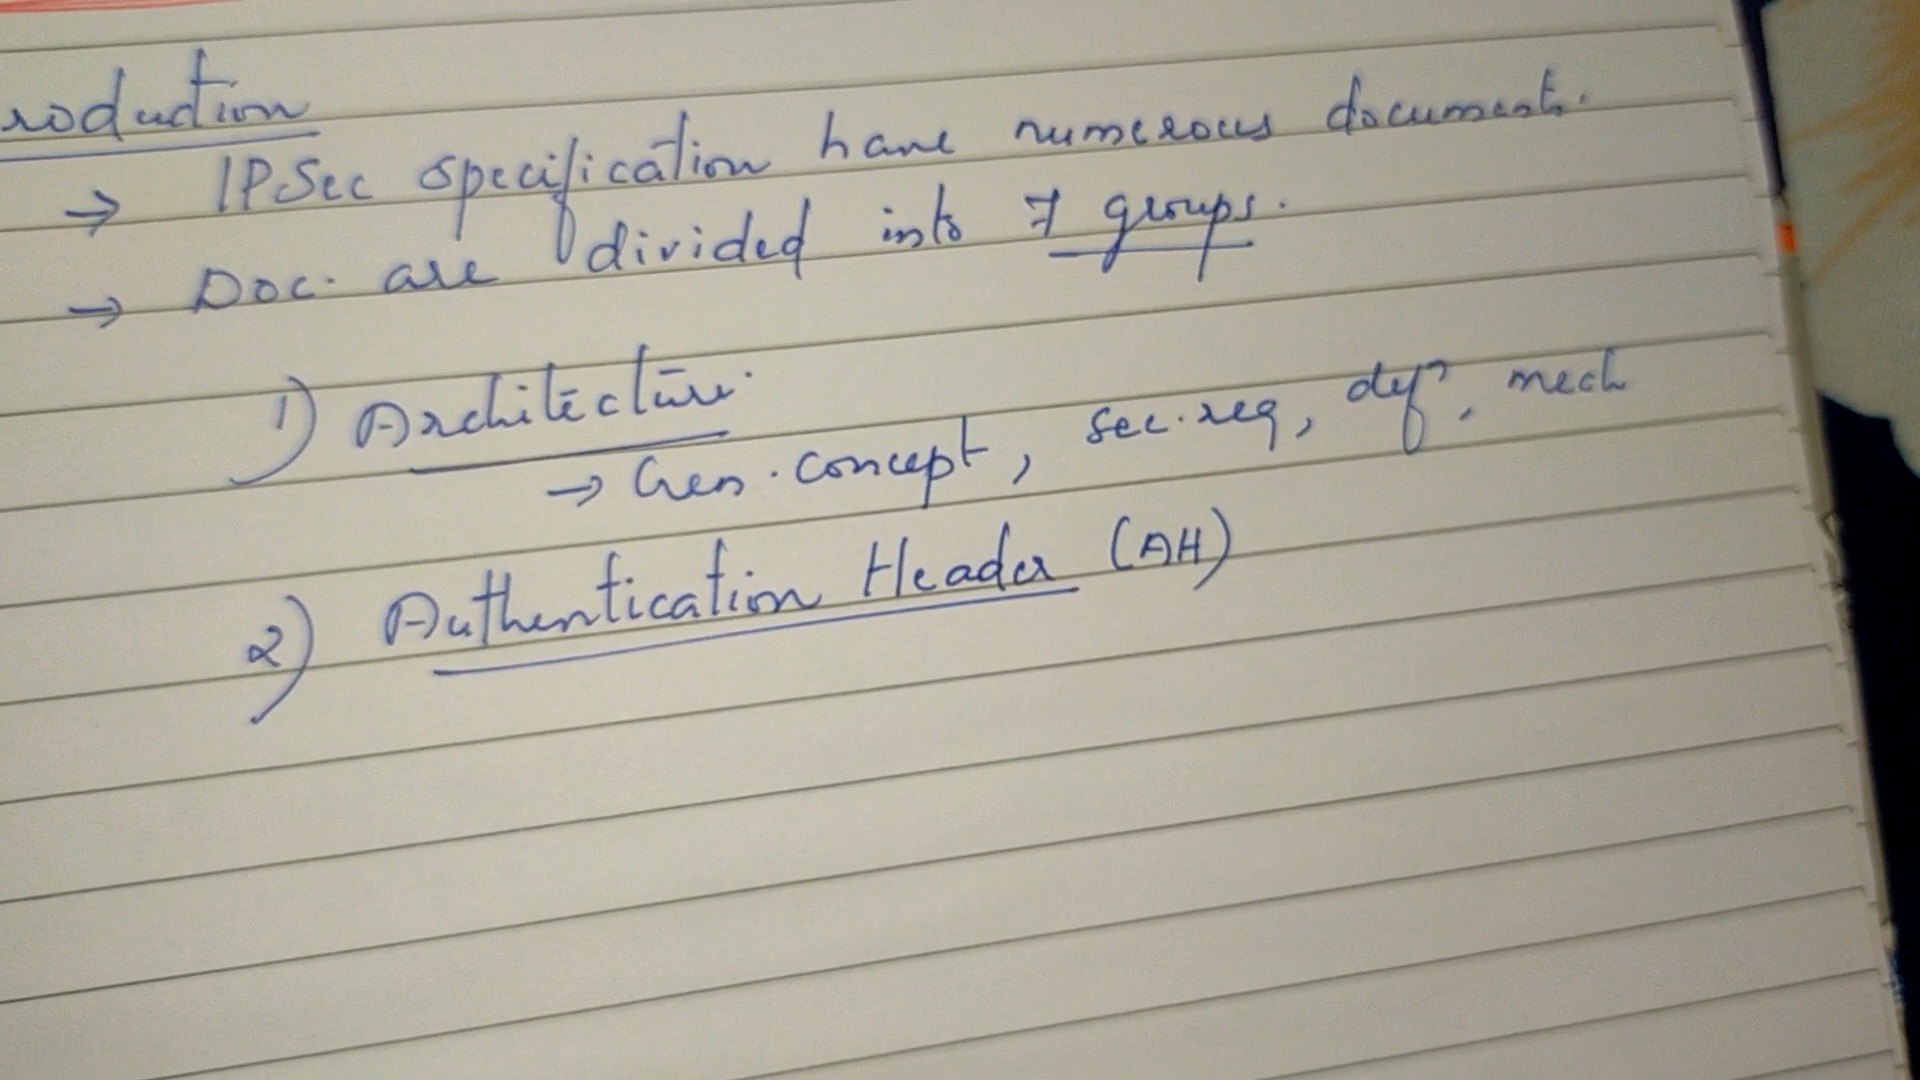 roduction
→ IPSec specification have numerous documents.
→ Doc. are divided into 7 groups.
1) Architecture.
→ Gen. concept, sec. req, defn, mech
2) Authentication Header (AH)